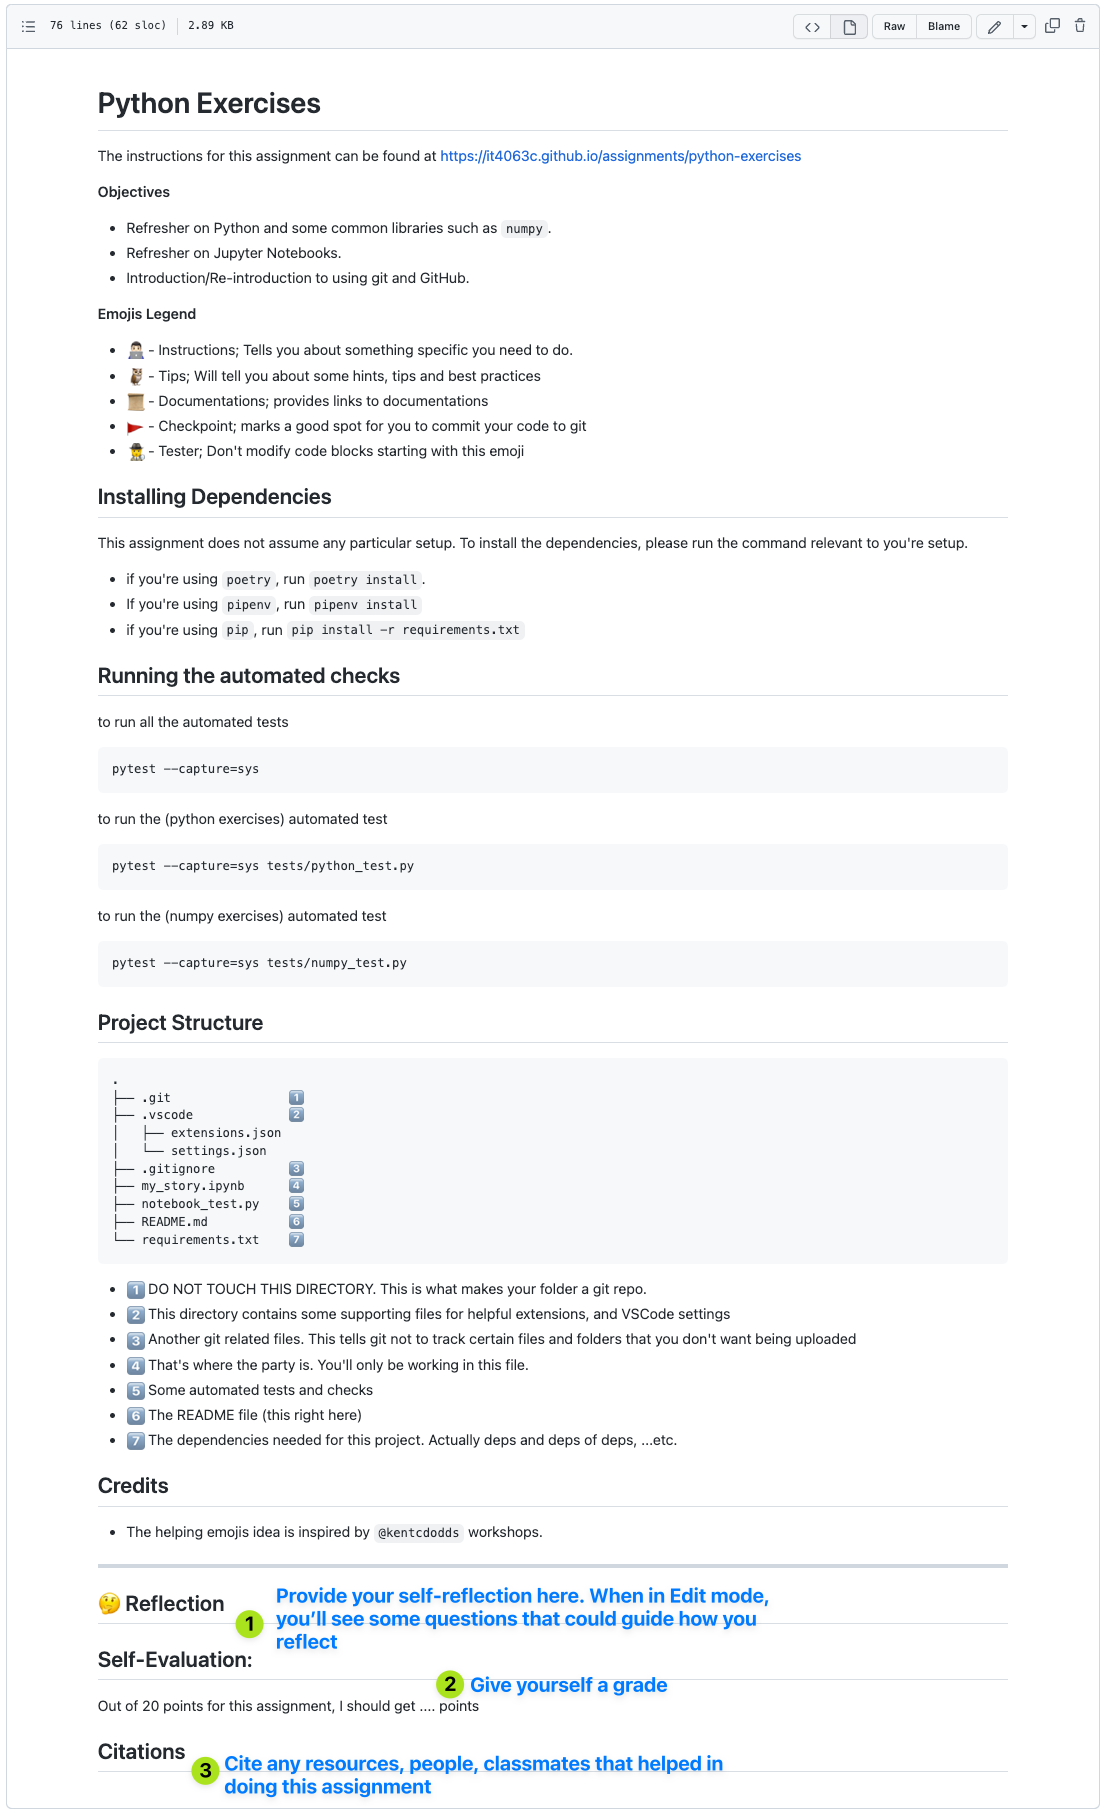 76 lines (62 sloc) 2.89 KB Raw Blame
Python Exercises
The instructions for this assignment can be found at https://it4063c.github.io/assignments/python-exercises
Objectives
• Refresher on Python and some common libraries such as numpy.
• Refresher on Jupyter Notebooks.
• Introduction/Re-introduction to using git and GitHub.
Emojis Legend
• 👨🏻‍💻 - Instructions; Tells you about something specific you need to do.
• 🦉 - Tips; Will tell you about some hints, tips and best practices
• 📜 - Documentations; provides links to documentations
• 🚩 - Checkpoint; marks a good spot for you to commit your code to git
• 🕵️ - Tester; Don't modify code blocks starting with this emoji
Installing Dependencies
This assignment does not assume any particular setup. To install the dependencies, please run the command relevant to you're setup.
• if you're using poetry, run poetry install.
• If you're using pipenv, run pipenv install
• if you're using pip, run pip install -r requirements.txt
Running the automated checks
to run all the automated tests
pytest --capture=sys
to run the (python exercises) automated test
pytest --capture=sys tests/python_test.py
to run the (numpy exercises) automated test
pytest --capture=sys tests/numpy_test.py
Project Structure
.
├── .git 1️⃣
├── .vscode 2️⃣
│   ├── extensions.json
│   └── settings.json
├── .gitignore 3️⃣
├── my_story.ipynb 4️⃣
├── notebook_test.py 5️⃣
├── README.md 6️⃣
└── requirements.txt 7️⃣
• 1️⃣ DO NOT TOUCH THIS DIRECTORY. This is what makes your folder a git repo.
• 2️⃣ This directory contains some supporting files for helpful extensions, and VSCode settings
• 3️⃣ Another git related files. This tells git not to track certain files and folders that you don't want being uploaded
• 4️⃣ That's where the party is. You'll only be working in this file.
• 5️⃣ Some automated tests and checks
• 6️⃣ The README file (this right here)
• 7️⃣ The dependencies needed for this project. Actually deps and deps of deps, ...etc.
Credits
• The helping emojis idea is inspired by @kentcdodds workshops.
🤔 Reflection
1 Provide your self-reflection here. When in Edit mode,
you'll see some questions that could guide how you
reflect
Self-Evaluation:
2 Give yourself a grade
Out of 20 points for this assignment, I should get .... points
Citations
3 Cite any resources, people, classmates that helped in
doing this assignment